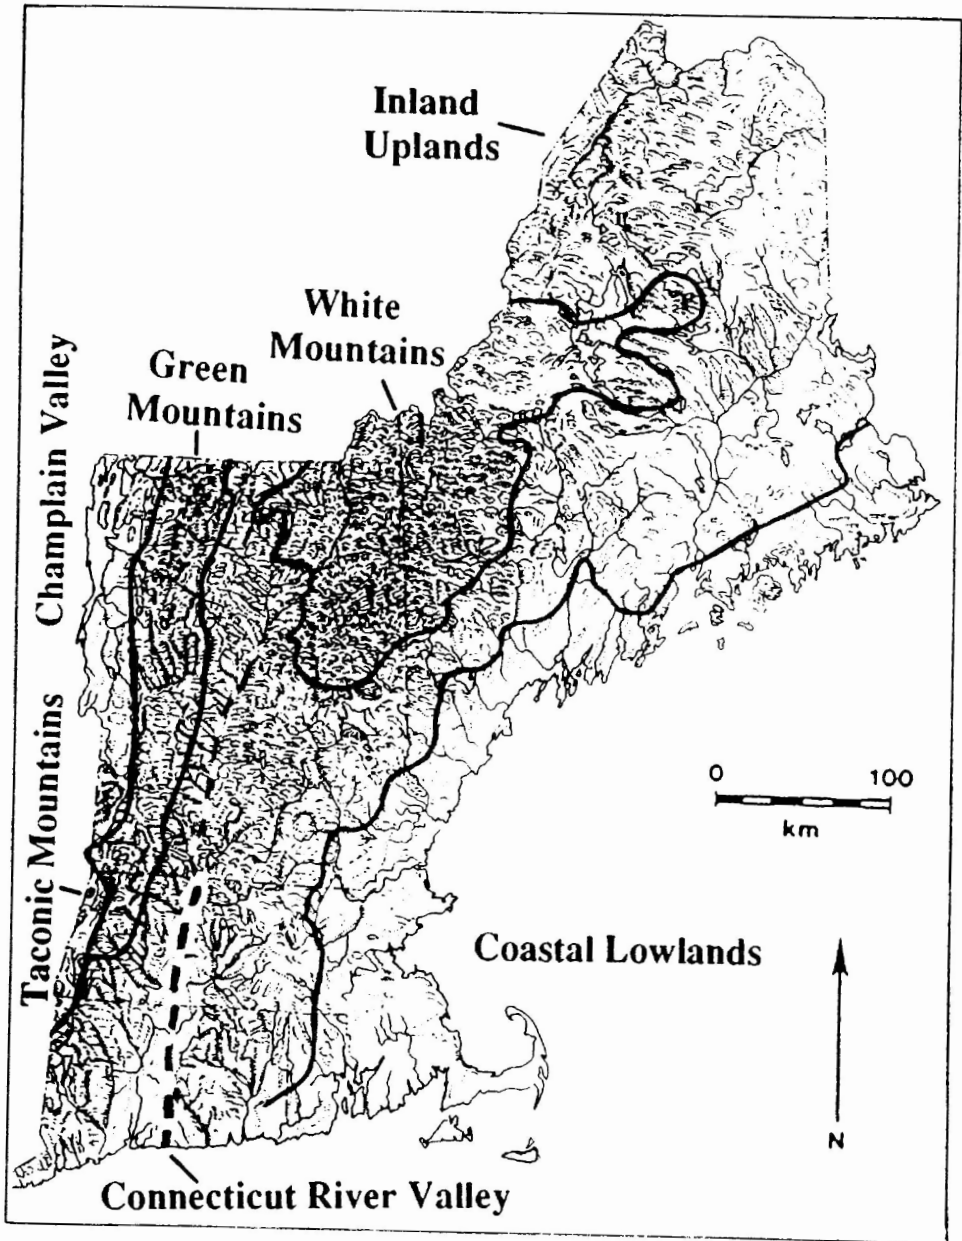 Inland
Uplands
White
Mountains
Green
Mountains
Champlain Valley
Taconic Mountains
0 100
km
Coastal Lowlands
N
Connecticut River Valley